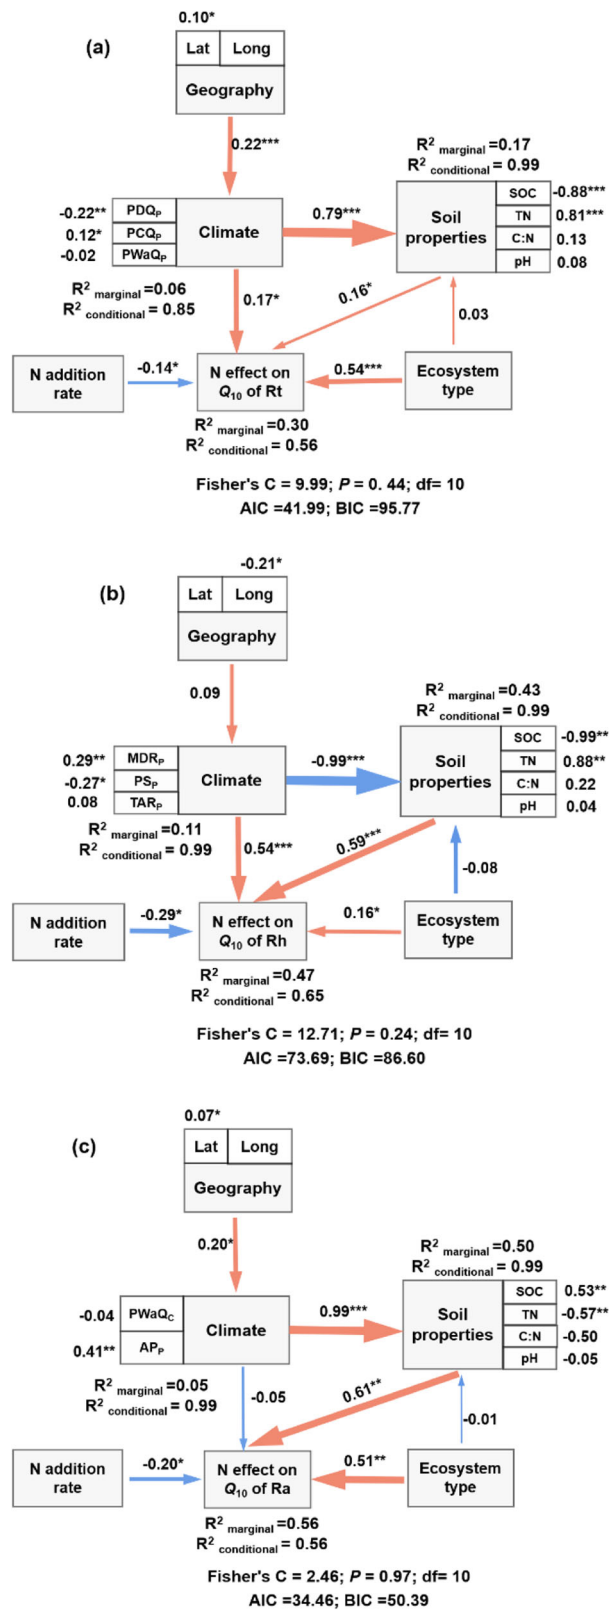 0.10*
(a)
Lat Long
Geography
0.22***
R² marginal =0.17
R² conditional = 0.99
-0.22** PDQP
0.12* PCQP
-0.02 PWaQP
Climate
0.79***
Soil properties
SOC -0.88***
TN 0.81***
C:N 0.13
pH 0.08
R² marginal =0.06
R² conditional = 0.85
0.17*
0.16*
0.03
N addition rate
-0.14*
N effect on
Q10 of Rt
0.54***
Ecosystem type
R² marginal =0.30
R² conditional = 0.56
Fisher's C = 9.99; P = 0. 44; df= 10
AIC =41.99; BIC =95.77
-0.21*
(b)
Lat Long
Geography
0.09
R² marginal =0.43
R² conditional = 0.99
0.29** MDRP
-0.27* PSP
0.08 TARP
Climate
-0.99***
Soil properties
SOC -0.99**
TN 0.88**
C:N 0.22
pH 0.04
R² marginal =0.11
R² conditional = 0.99
0.54***
0.59***
-0.08
N addition rate
-0.29*
N effect on
Q10 of Rh
0.16*
Ecosystem type
R² marginal =0.47
R² conditional = 0.65
Fisher's C = 12.71; P = 0.24; df= 10
AIC =73.69; BIC =86.60
0.07*
(c)
Lat Long
Geography
0.20*
R² marginal =0.50
R² conditional = 0.99
-0.04 PWaQC
0.41** APP
Climate
0.99***
Soil properties
SOC 0.53**
TN -0.57**
C:N -0.50
pH -0.05
R² marginal =0.05
R² conditional = 0.99
-0.05
0.61**
-0.01
N addition rate
-0.20*
N effect on
Q10 of Ra
0.51**
Ecosystem type
R² marginal =0.56
R² conditional = 0.56
Fisher's C = 2.46; P = 0.97; df= 10
AIC =34.46; BIC =50.39